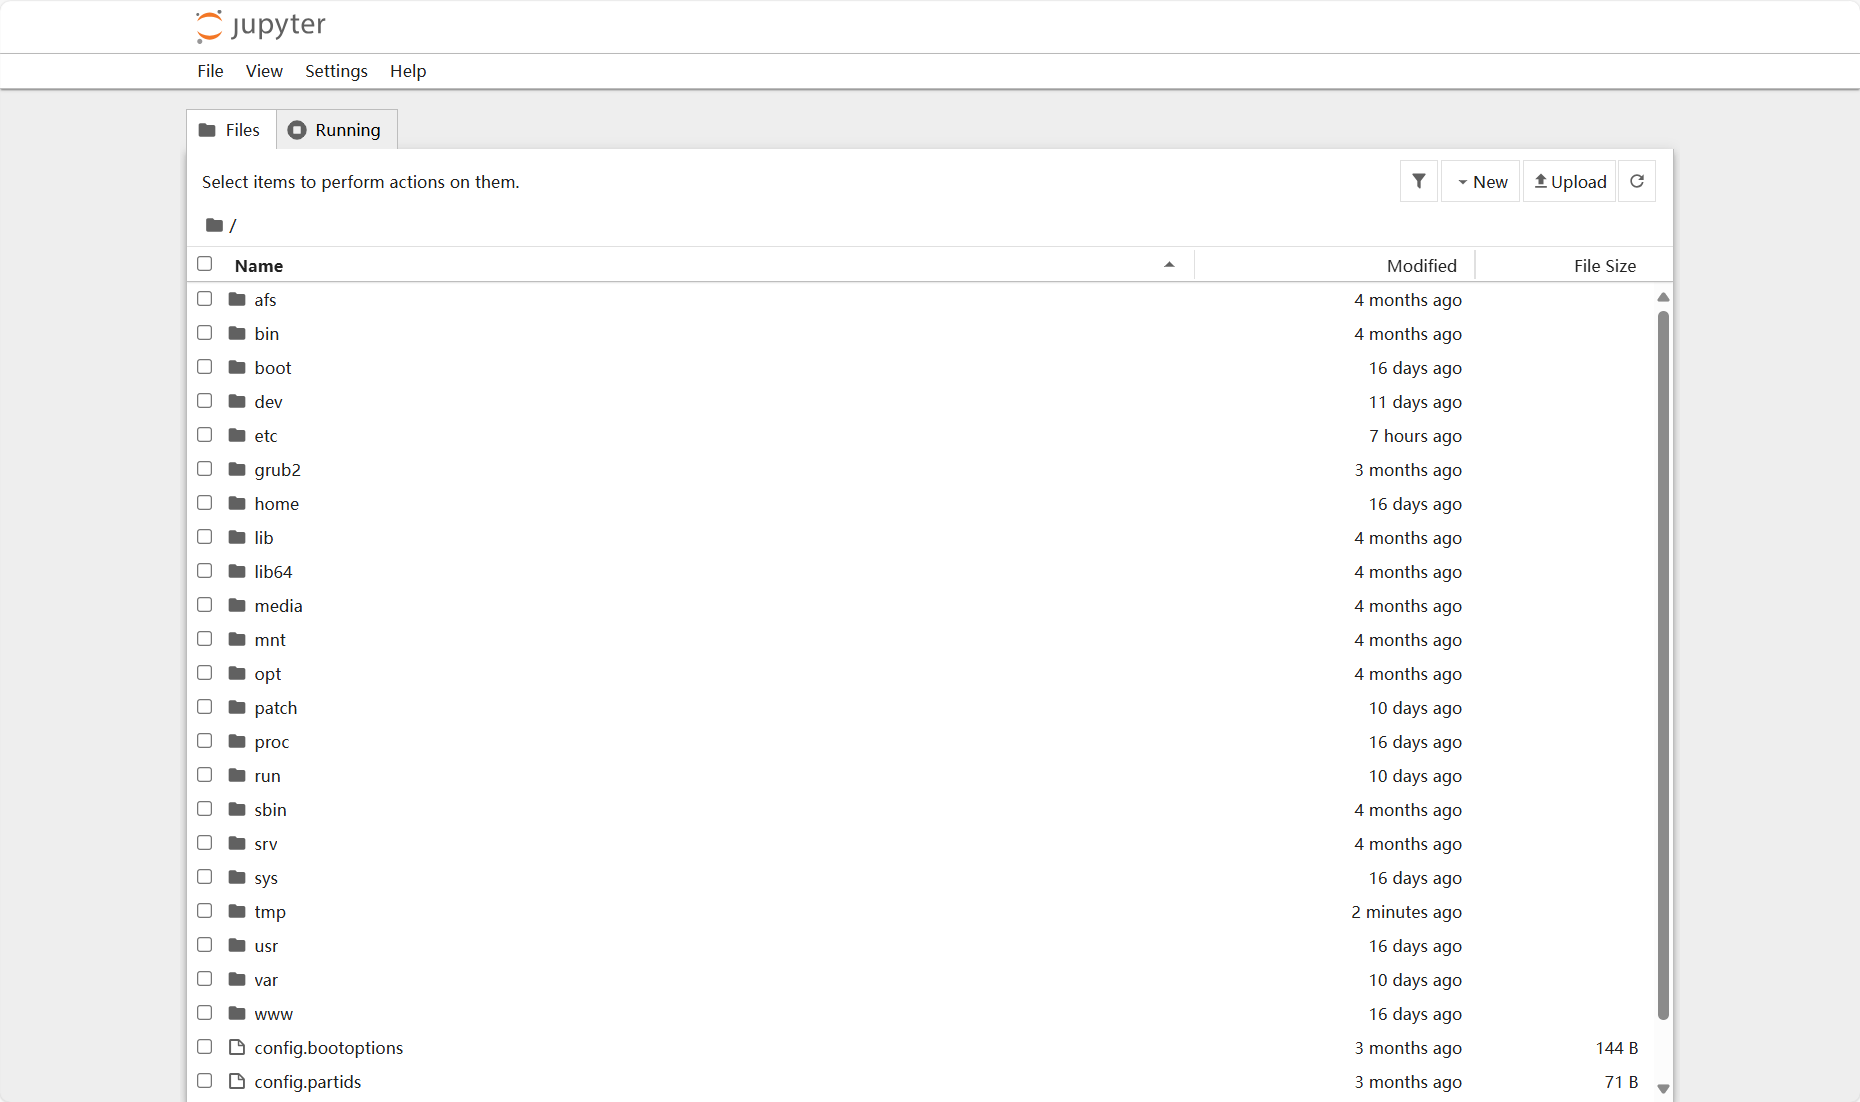 jupyter
File View Settings Help
Files Running
Select items to perform actions on them. New Upload
/
Name Modified File Size
afs 4 months ago
bin 4 months ago
boot 16 days ago
dev 11 days ago
etc 7 hours ago
grub2 3 months ago
home 16 days ago
lib 4 months ago
lib64 4 months ago
media 4 months ago
mnt 4 months ago
opt 4 months ago
patch 10 days ago
proc 16 days ago
run 10 days ago
sbin 4 months ago
srv 4 months ago
sys 16 days ago
tmp 2 minutes ago
usr 16 days ago
var 10 days ago
www 16 days ago
config.bootoptions 3 months ago 144 B
config.partids 3 months ago 71 B